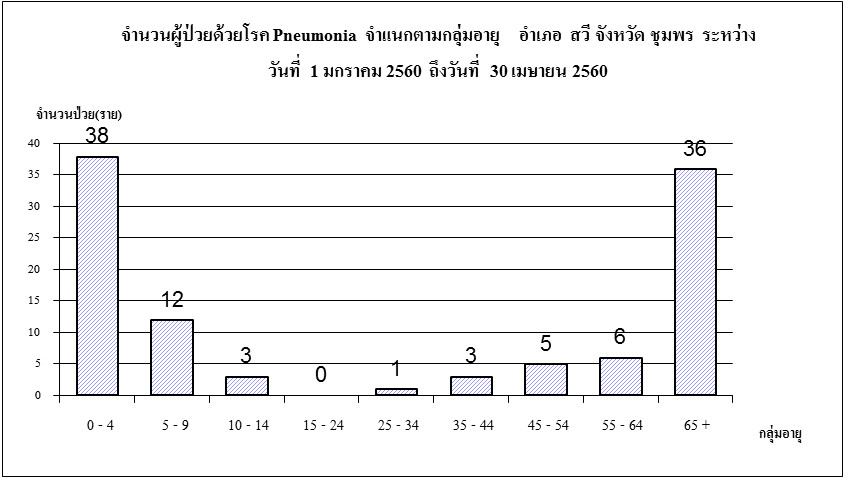 จำนวนผู้ป่วยด้วยโรค Pneumonia จำแนกตามกลุ่มอายุ อำเภอ สวี จังหวัด ชุมพร ระหว่าง
วันที่ 1 มกราคม 2560 ถึงวันที่ 30 เมษายน 2560
จำนวนป่วย(ราย)
40
35
30
25
20
15
10
5
0
38
12
3
0
1
3
5
6
36
0 - 4
5 - 9
10 - 14
15 - 24
25 - 34
35 - 44
45 - 54
55 - 64
65 +
กลุ่มอายุ